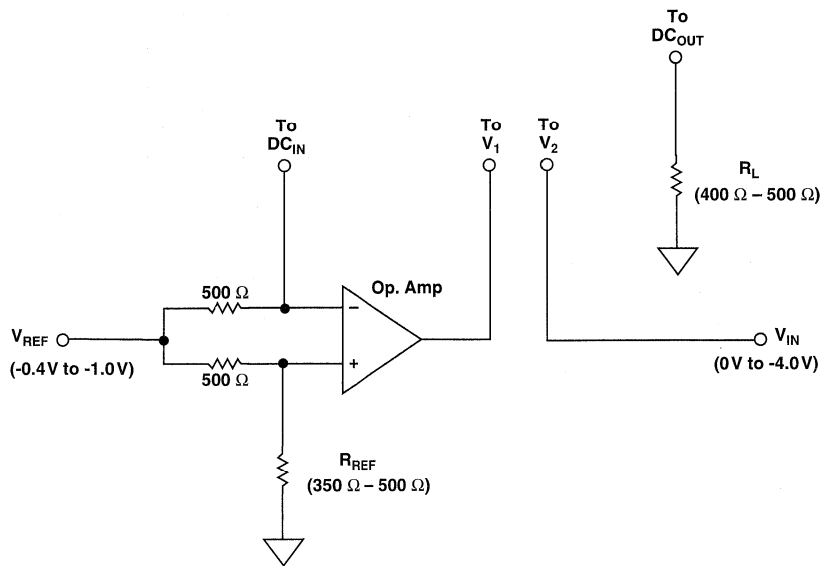 To
DC_OUT
To
DC_IN
To
V_1
To
V_2
R_L
(400 Ω – 500 Ω)
500 Ω
Op. Amp
–
V_REF
(-0.4V to -1.0V)
+
500 Ω
V_IN
(0V to -4.0V)
R_REF
(350 Ω – 500 Ω)